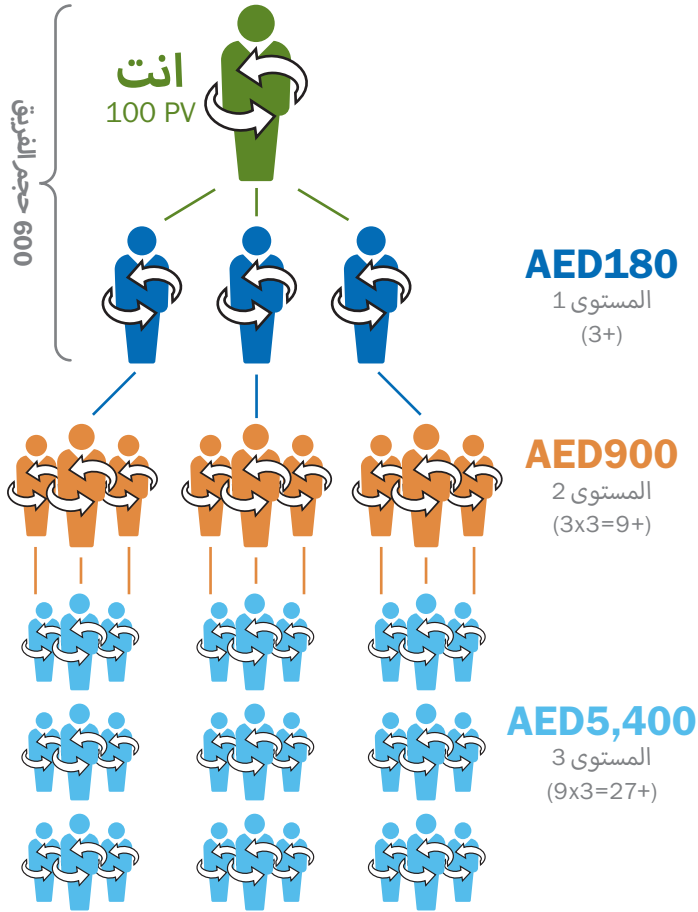 انت
100 PV
600 حجم الفريق
AED180
المستوى 1
(3+)
AED900
المستوى 2
(3x3=9+)
AED5,400
المستوى 3
(9x3=27+)